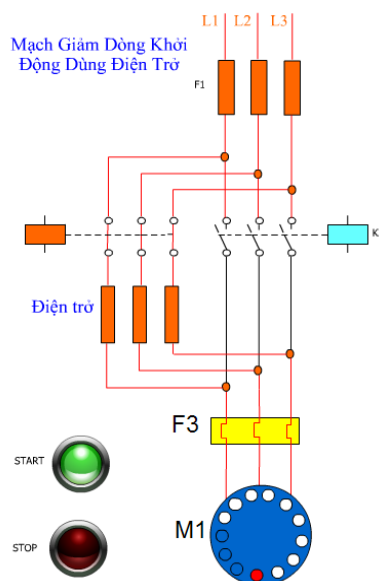 L1 L2 L3
Mạch Giảm Dòng Khởi
Động Dùng Điện Trở
F1
K
Điện trở
F3
START
M1
STOP